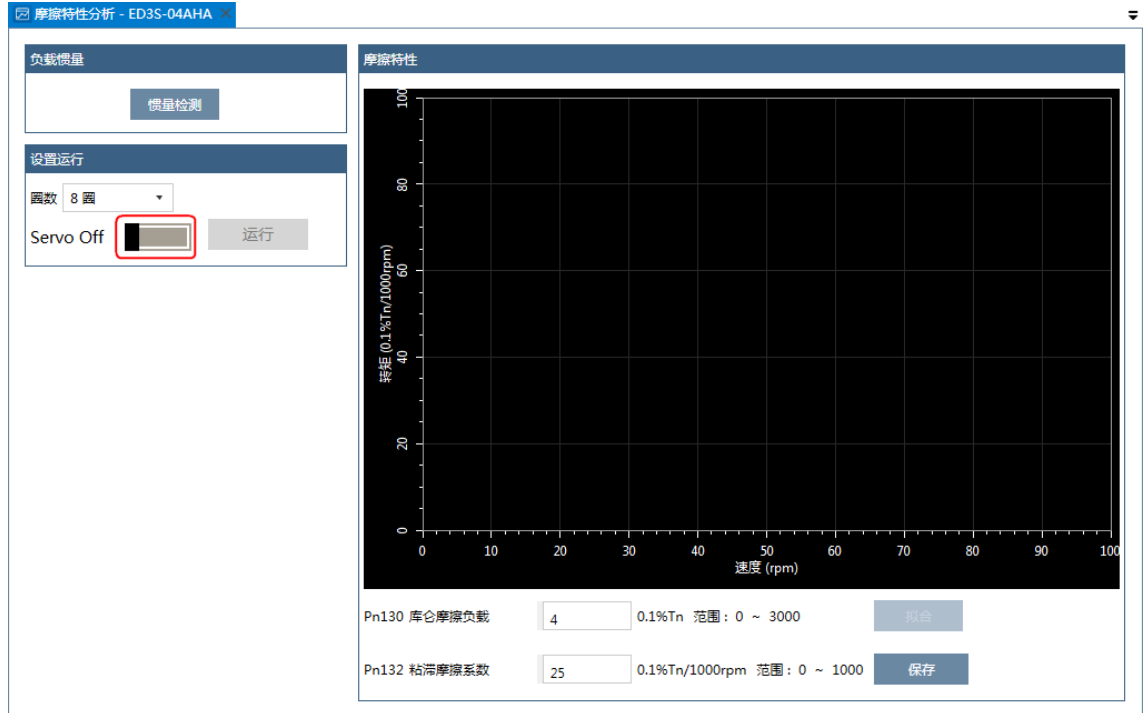 摩擦特性分析 - ED3S-04AHA ×
负载惯量
惯量检测
设置运行
圈数 8 圈
Servo Off 运行
摩擦特性
转矩 (0.1%Tn/1000rpm)
100
80
60
40
20
0
0 10 20 30 40 50 60 70 80 90 100
速度 (rpm)
Pn130 库仑摩擦负载 4 0.1%Tn 范围: 0 ~ 3000 拟合
Pn132 粘滞摩擦系数 25 0.1%Tn/1000rpm 范围: 0 ~ 1000 保存